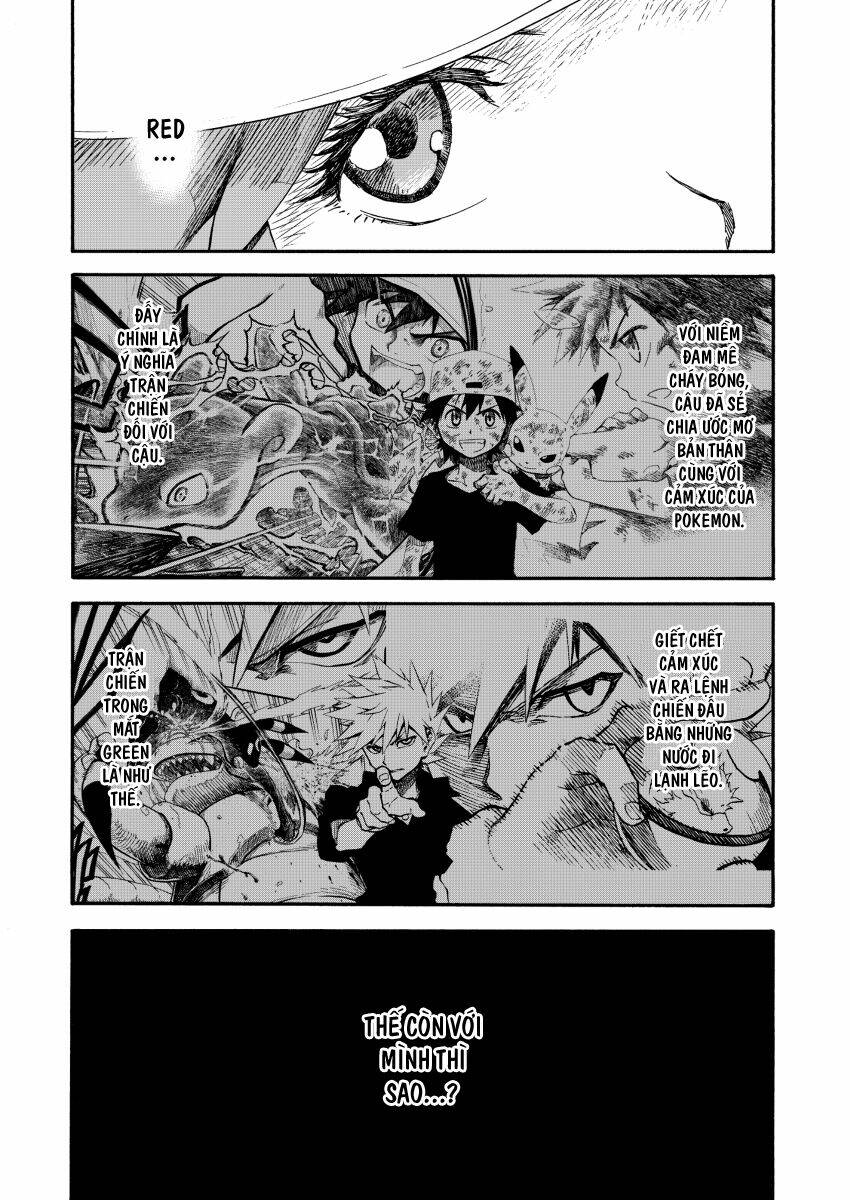 RED
...
VỚI NIỀM
ĐAM MÊ
CHÁY BỎNG,
CẬU ĐÃ SẺ
CHIA ƯỚC MƠ
BẢN THÂN
CÙNG VỚI
CẢM XÚC CỦA
POKEMON.
ĐẤY
CHÍNH LÀ
Ý NGHĨA
TRẬN
CHIẾN
ĐỐI VỚI
CẬU.
GIẾT CHẾT
CẢM XÚC
VÀ RA LỆNH
CHIẾN ĐẤU
BẰNG NHỮNG
NƯỚC ĐI
LẠNH LẼO.
TRẬN
CHIẾN
TRONG
MẮT
GREEN
LÀ NHƯ
THẾ.
THẾ CÒN VỚI
MÌNH THÌ
SAO...?